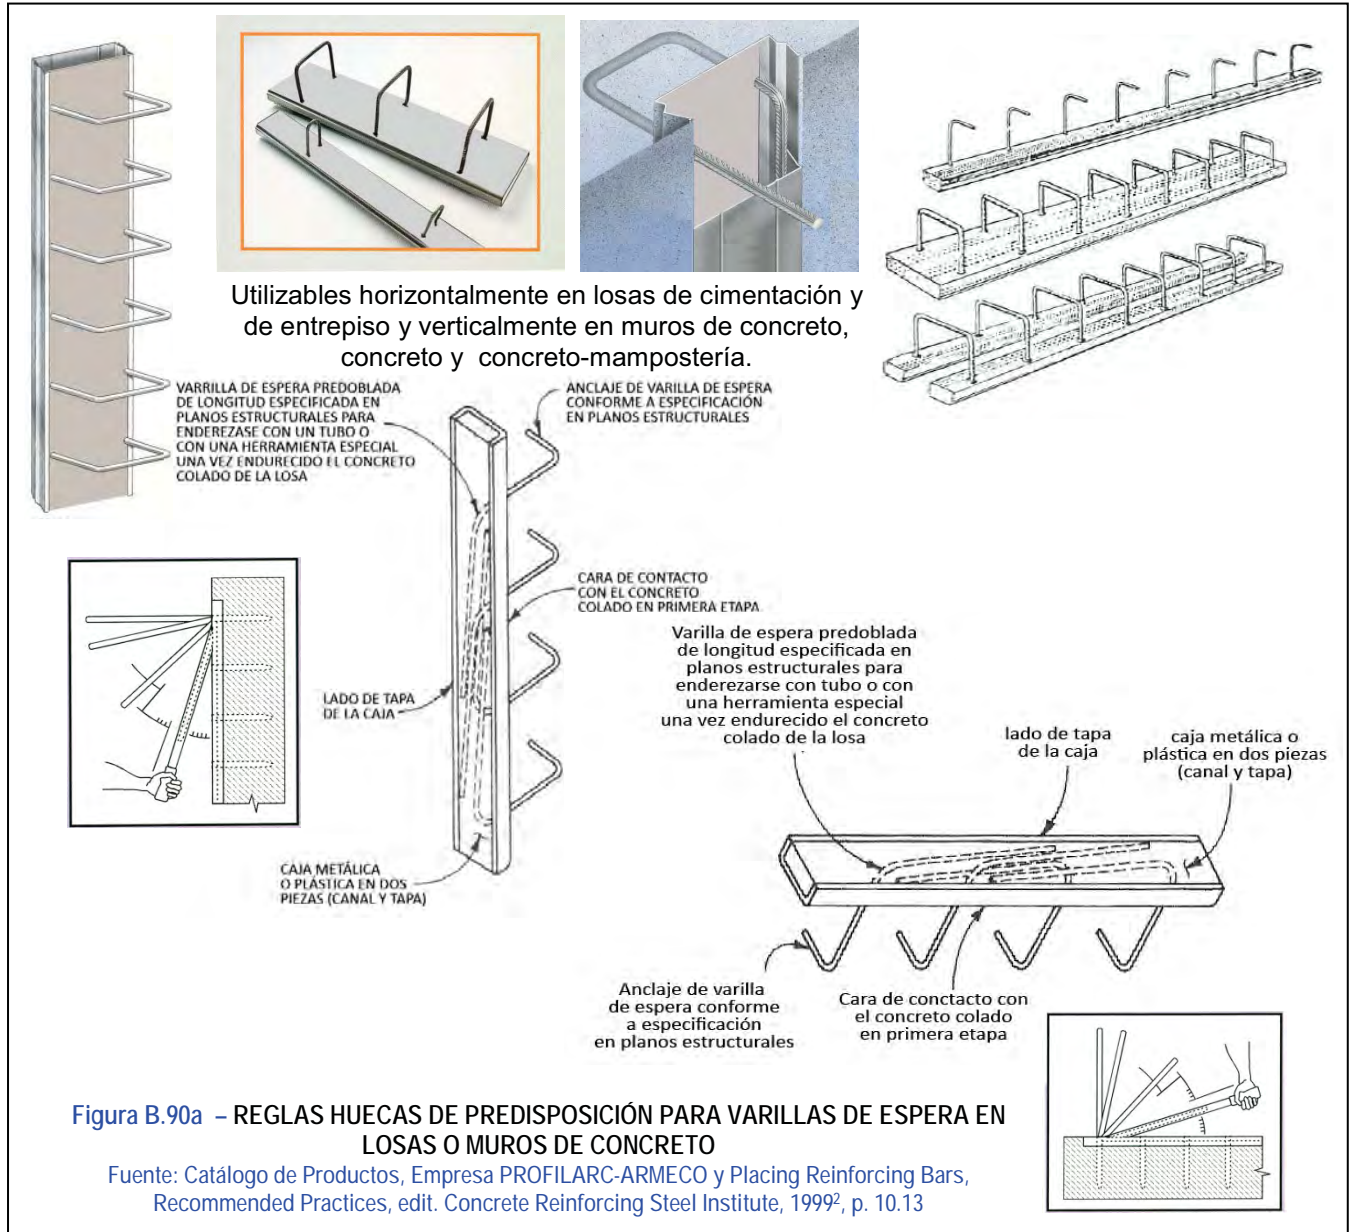 Utilizables horizontalmente en losas de cimentación y
de entrepiso y verticalmente en muros de concreto,
concreto y concreto-mampostería.
VARRILLA DE ESPERA PREDOBLADA
DE LONGITUD ESPECIFICADA EN
PLANOS ESTRUCTURALES PARA
ENDEREZASE CON UN TUBO O
CON UNA HERRAMIENTA ESPECIAL
UNA VEZ ENDURECIDO EL CONCRETO
COLADO DE LA LOSA
ANCLAJE DE VARILLA DE ESPERA
CONFORME A ESPECIFICACIÓN
EN PLANOS ESTRUCTURALES
CARA DE CONTACTO
CON EL CONCRETO
COLADO EN PRIMERA ETAPA
LADO DE TAPA
DE LA CAJA
CAJA METÁLICA
O PLÁSTICA EN DOS
PIEZAS (CANAL Y TAPA)
Varilla de espera predoblada
de longitud especificada en
planos estructurales para
enderezarse con tubo o con
una herramienta especial
una vez endurecido el concreto
colado de la losa
lado de tapa
de la caja
caja metálica o
plástica en dos piezas
(canal y tapa)
Anclaje de varilla
de espera conforme
a especificación
en planos estructurales
Cara de conctacto con
el concreto colado
en primera etapa
Figura B.90a – REGLAS HUECAS DE PREDISPOSICIÓN PARA VARILLAS DE ESPERA EN
LOSAS O MUROS DE CONCRETO
Fuente: Catálogo de Productos, Empresa PROFILARC-ARMECO y Placing Reinforcing Bars,
Recommended Practices, edit. Concrete Reinforcing Steel Institute, 1999², p. 10.13